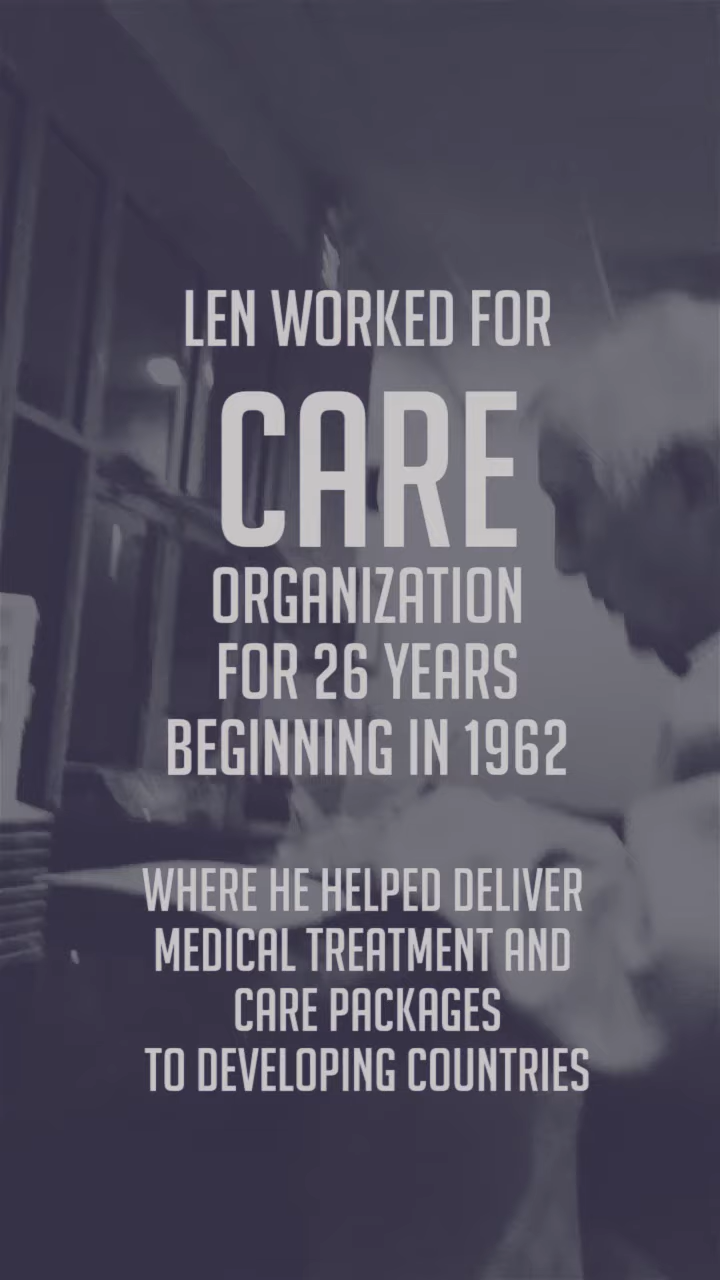 LEN WORKED FOR
CARE
ORGANIZATION
FOR 26 YEARS
BEGINNING IN 1962
WHERE HE HELPED DELIVER
MEDICAL TREATMENT AND
CARE PACKAGES
TO DEVELOPING COUNTRIES